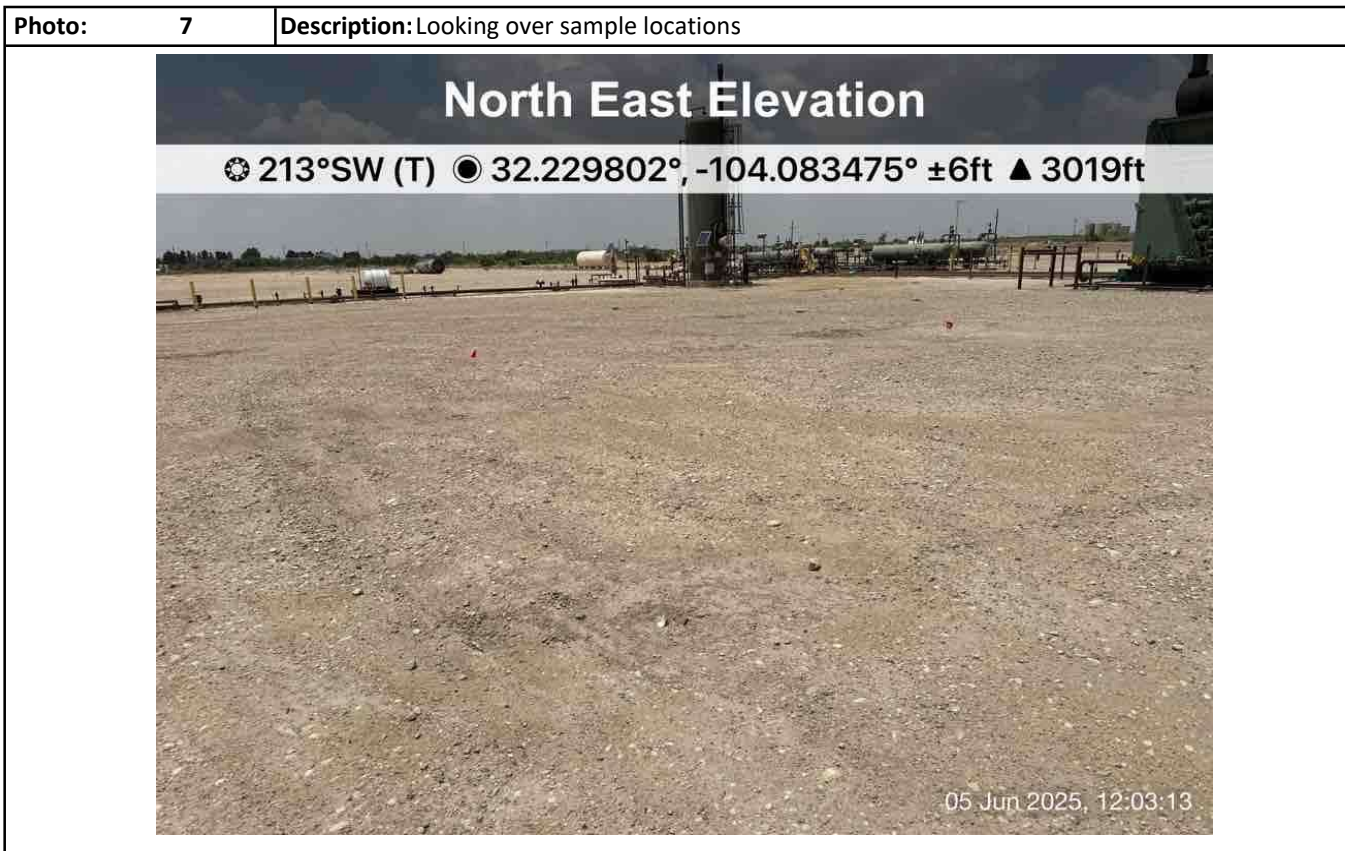 Photo: 7 Description: Looking over sample locations
North East Elevation
213°SW (T) 32.229802°, -104.083475° ±6ft ▲ 3019ft
05 Jun 2025, 12:03:13